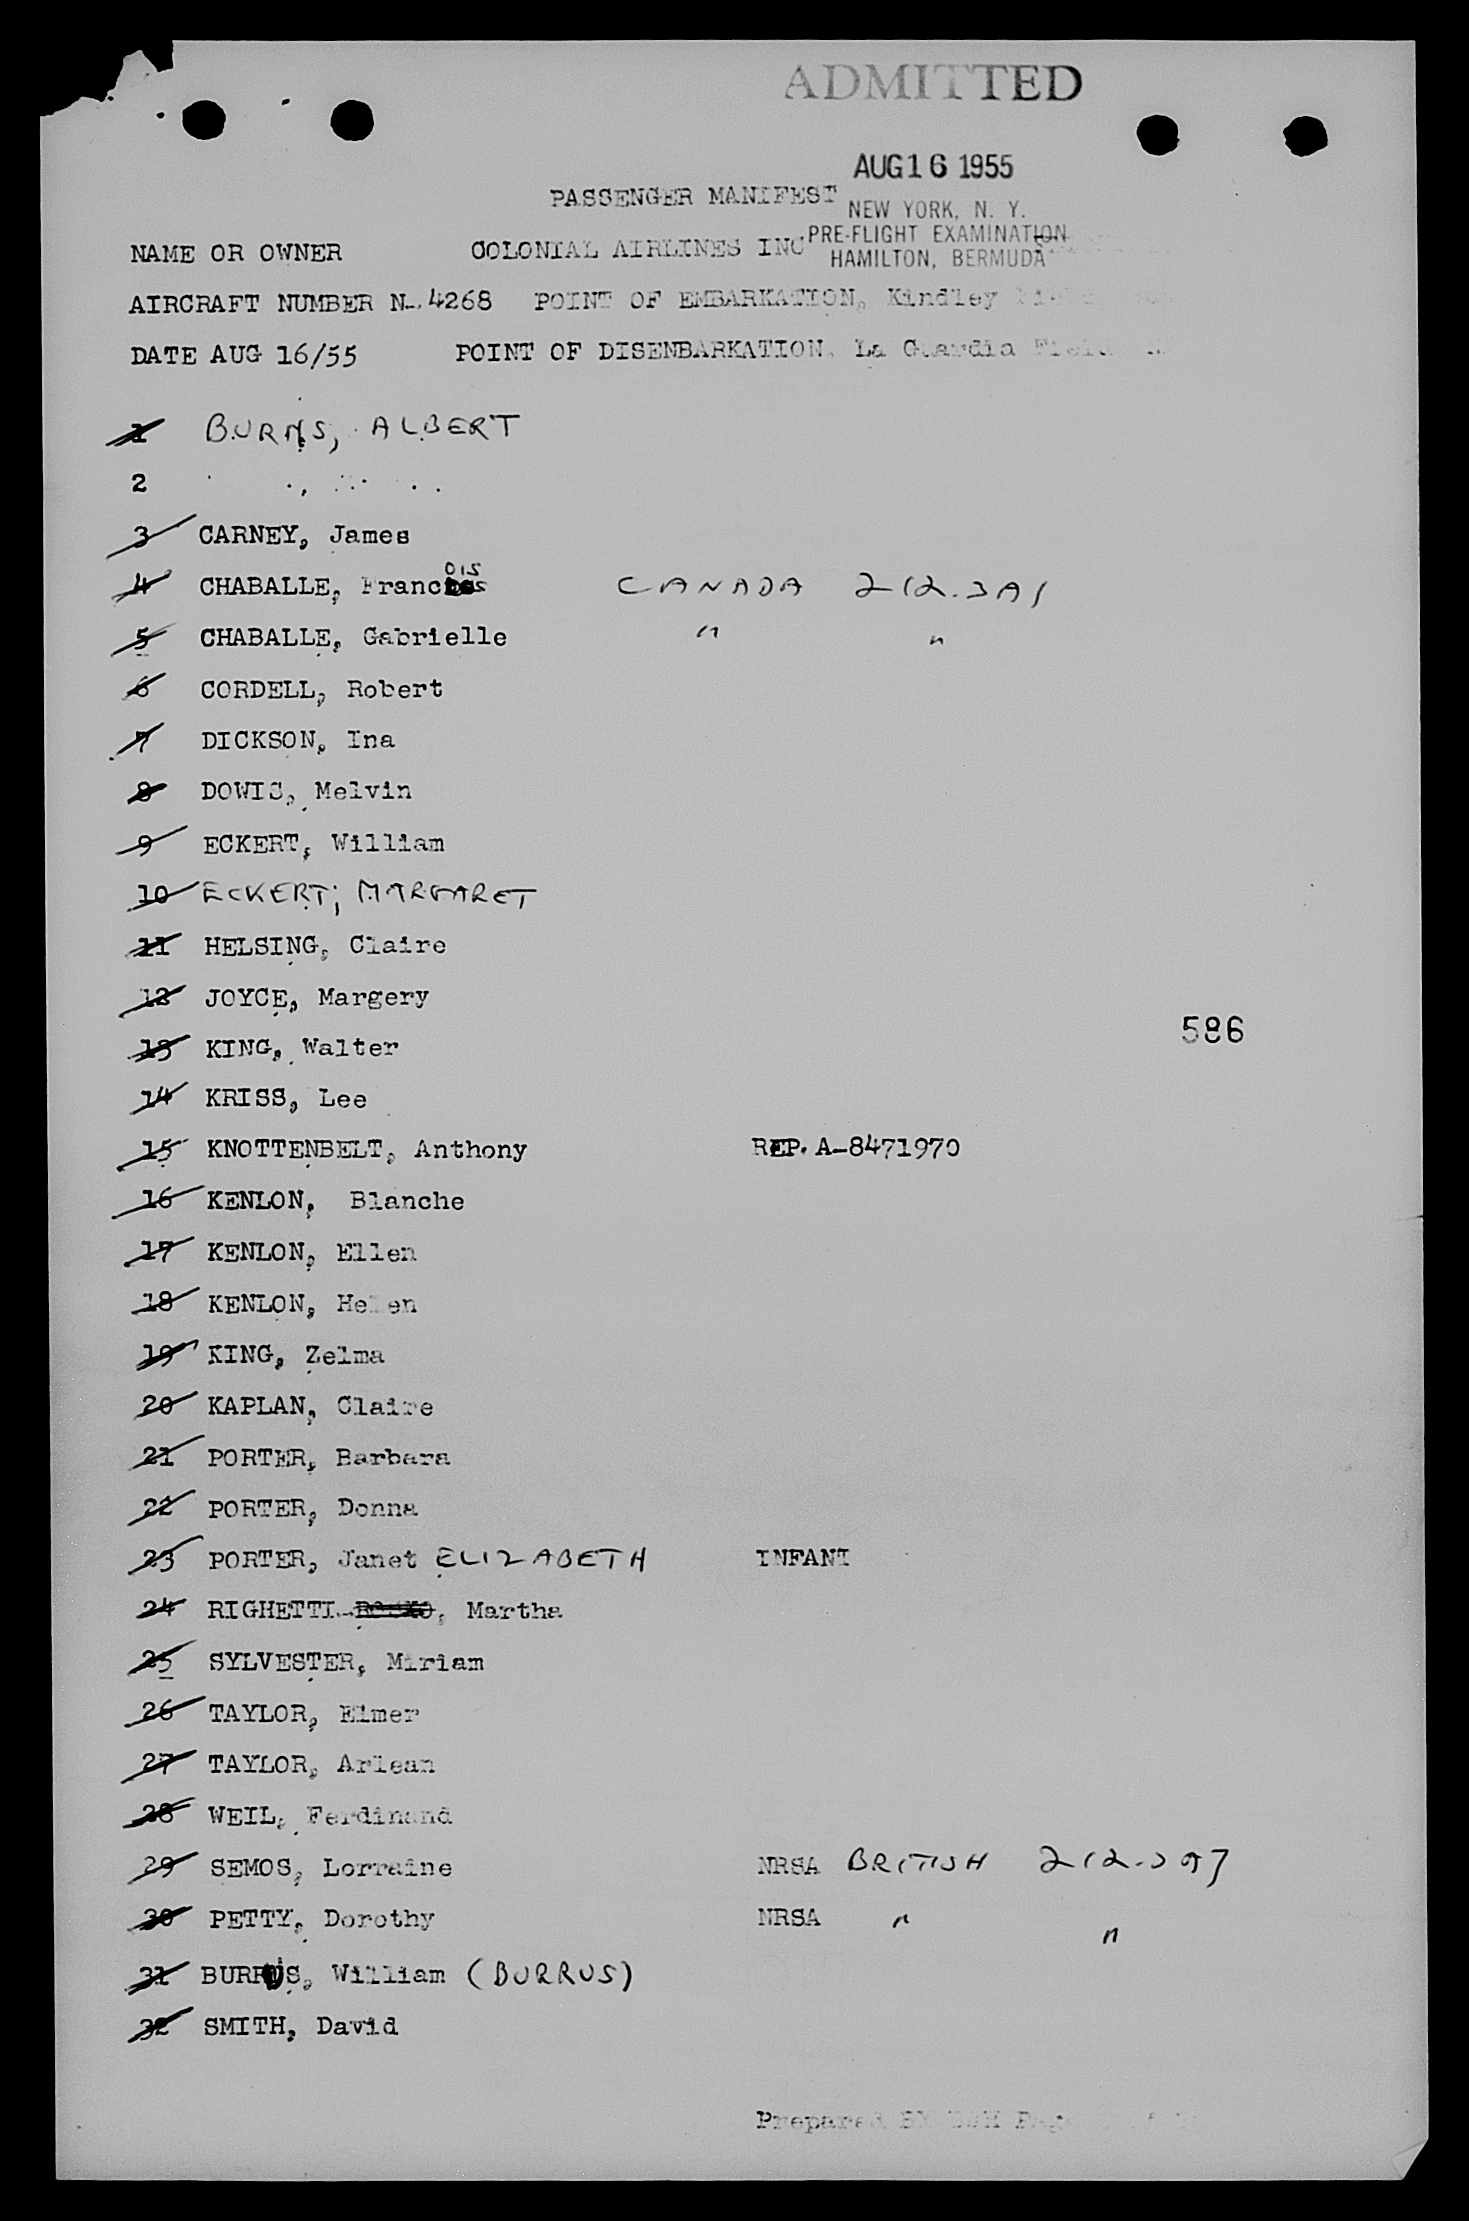 ADMITTED
AUG 16 1955
PASSENGER MANIFEST
NEW YORK, N. Y.
PRE-FLIGHT EXAMINATION
NAME OR OWNER COLONIAL AIRLINES INC
HAMILTON, BERMUDA
AIRCRAFT NUMBER N-4268 POINT OF EMBARKATION, Kindley
DATE AUG 16/55 POINT OF DISENBARKATION, La Guardia Field
1 BURNS, ALBERT
2
3 CARNEY, James
4 CHABALLE, Francois CANADA 212.3A1
5 CHABALLE, Gabrielle " "
6 CORDELL, Robert
7 DICKSON, Ina
8 DOWIS, Melvin
9 ECKERT, William
10 ECKERT, MARGARET
11 HELSING, Claire
12 JOYCE, Margery
586
13 KING, Walter
14 KRISS, Lee
15 KNOTTENBELT, Anthony REP. A-8471970
16 KENLON, Blanche
17 KENLON, Ellen
18 KENLON, Helen
19 KING, Zelma
20 KAPLAN, Claire
21 PORTER, Barbara
22 PORTER, Donna
23 PORTER, Janet ELIZABETH INFANT
24 RIGHETTI, Martha
25 SYLVESTER, Miriam
26 TAYLOR, Elmer
27 TAYLOR, Arlean
28 WEIL, Ferdinand
29 SEMOS, Lorraine NRSA BRITISH
30 PETTY, Dorothy NRSA " "
31 BURRUS, William (BURRUS)
32 SMITH, David
Prepared BY